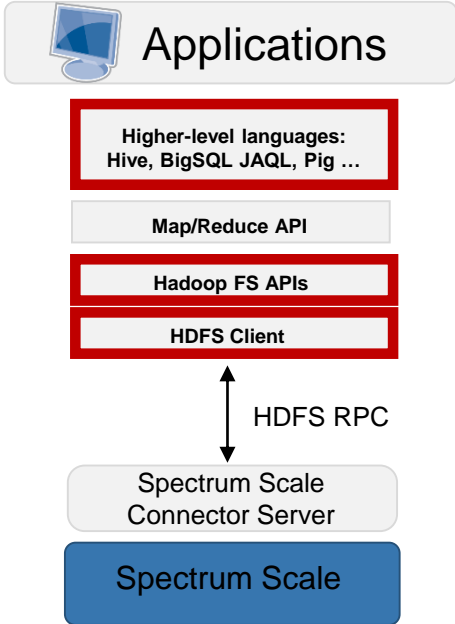 Applications
Higher-level languages:
Hive, BigSQL JAQL, Pig …
Map/Reduce API
Hadoop FS APIs
HDFS Client
HDFS RPC
Spectrum Scale
Connector Server
Spectrum Scale